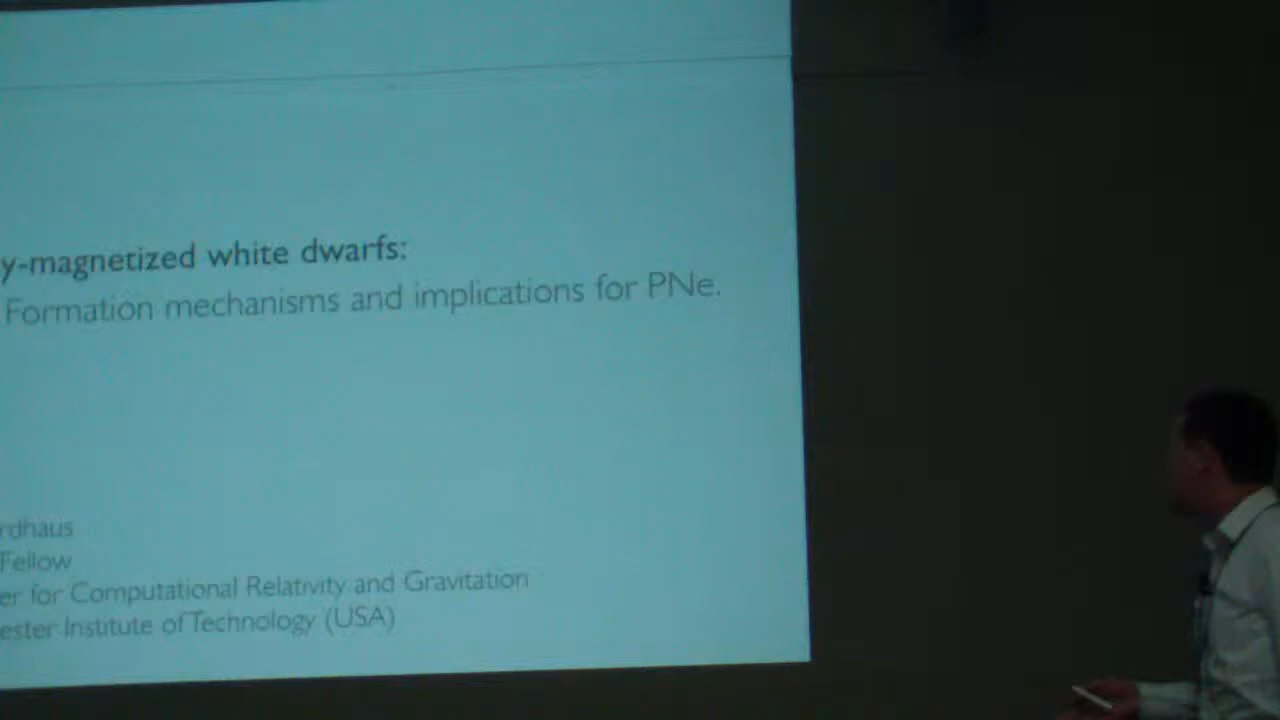 y-magnetized white dwarfs:
Formation mechanisms and implications for PNe.
rdhaus
Fellow
er for Computational Relativity and Gravitation
ester Institute of Technology (USA)